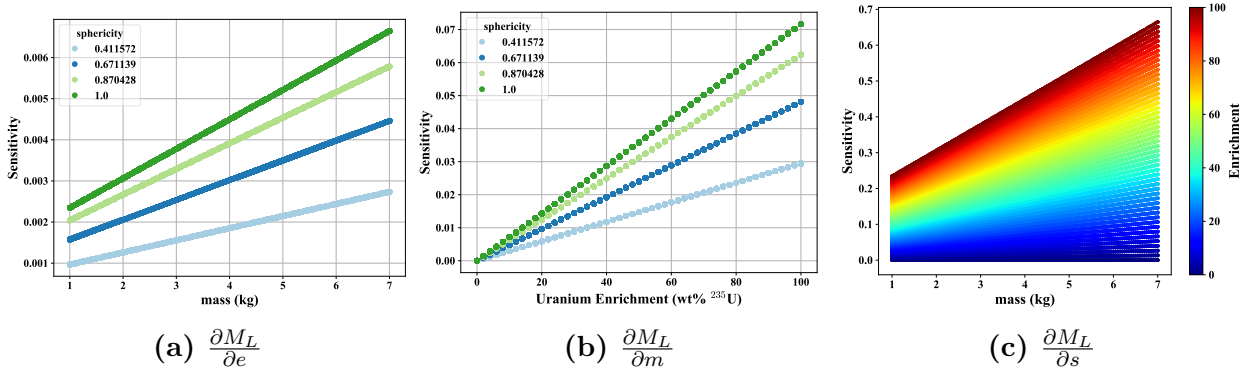 sphericity
0.411572
0.671139
0.870428
1.0
0.006
0.005
0.004
0.003
0.002
0.001
Sensitivity
1 2 3 4 5 6 7
mass (kg)
(a) ∂M_L/∂e
sphericity
0.411572
0.671139
0.870428
1.0
0.07
0.06
0.05
0.04
0.03
0.02
0.01
0.00
Sensitivity
0 20 40 60 80 100
Uranium Enrichment (wt% ²³⁵U)
(b) ∂M_L/∂m
0.7
0.6
0.5
0.4
0.3
0.2
0.1
0.0
Sensitivity
1 2 3 4 5 6 7
mass (kg)
100
80
60
40
20
0
Enrichment
(c) ∂M_L/∂s